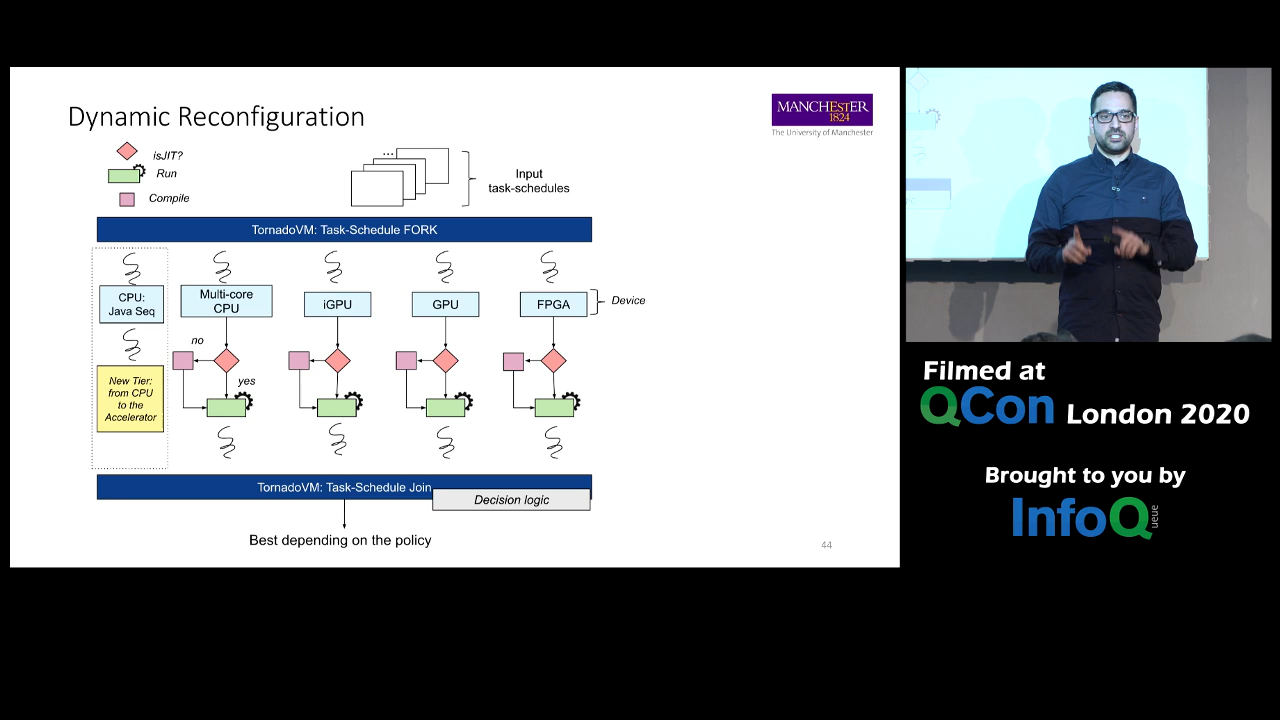 Dynamic Reconfiguration
MANCHESTER
1824
The University of Manchester
isJIT?
Run
Compile
...
Input
task-schedules
TornadoVM: Task-Schedule FORK
CPU:
Java Seq
Multi-core
CPU
iGPU
GPU
FPGA
Device
no
yes
New Tier:
from CPU
to the
Accelerator
TornadoVM: Task-Schedule Join
Decision logic
Best depending on the policy
44
Filmed at
QCon London 2020
Brought to you by
InfoQueue